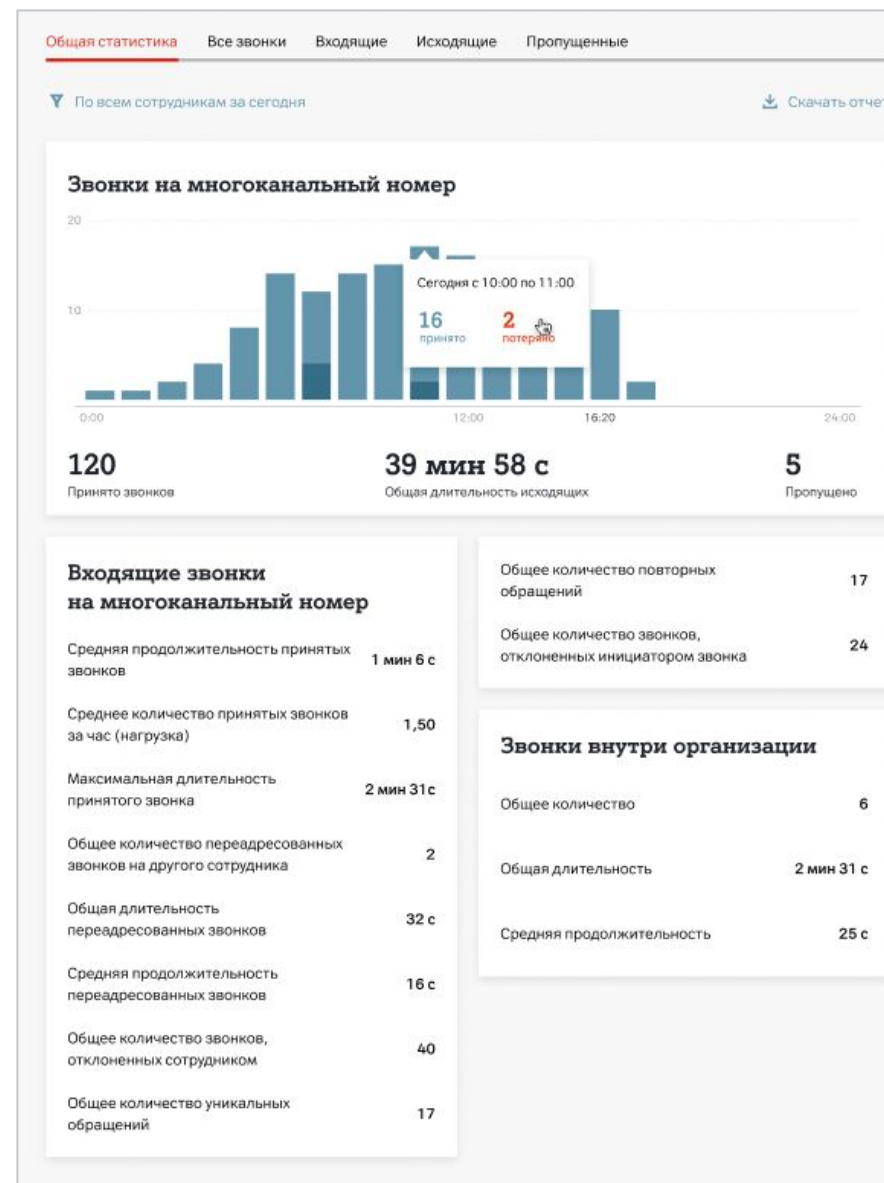 Общая статистика Все звонки Входящие Исходящие Пропущенные
По всем сотрудникам за сегодня Скачать отчет
Звонки на многоканальный номер
20
Сегодня с 10:00 по 11:00
10
16 2
принято потеряно
0:00 12:00 16:20 24:00
120 39 мин 58 с 5
Принято звонков Общая длительность исходящих Пропущено
Входящие звонки
на многоканальный номер
Средняя продолжительность принятых
звонков
1 мин 6 с
Среднее количество принятых звонков
за час (нагрузка)
1,50
Максимальная длительность
принятого звонка
2 мин 31с
Общее количество переадресованных
звонков на другого сотрудника
2
Общая длительность
переадресованных звонков
32 с
Средняя продолжительность
переадресованных звонков
16 с
Общее количество звонков,
отклоненных сотрудником
40
Общее количество уникальных
обращений
17
Общее количество повторных
обращений
17
Общее количество звонков,
отклоненных инициатором звонка
24
Звонки внутри организации
Общее количество 6
Общая длительность 2 мин 31 с
Средняя продолжительность 25 с